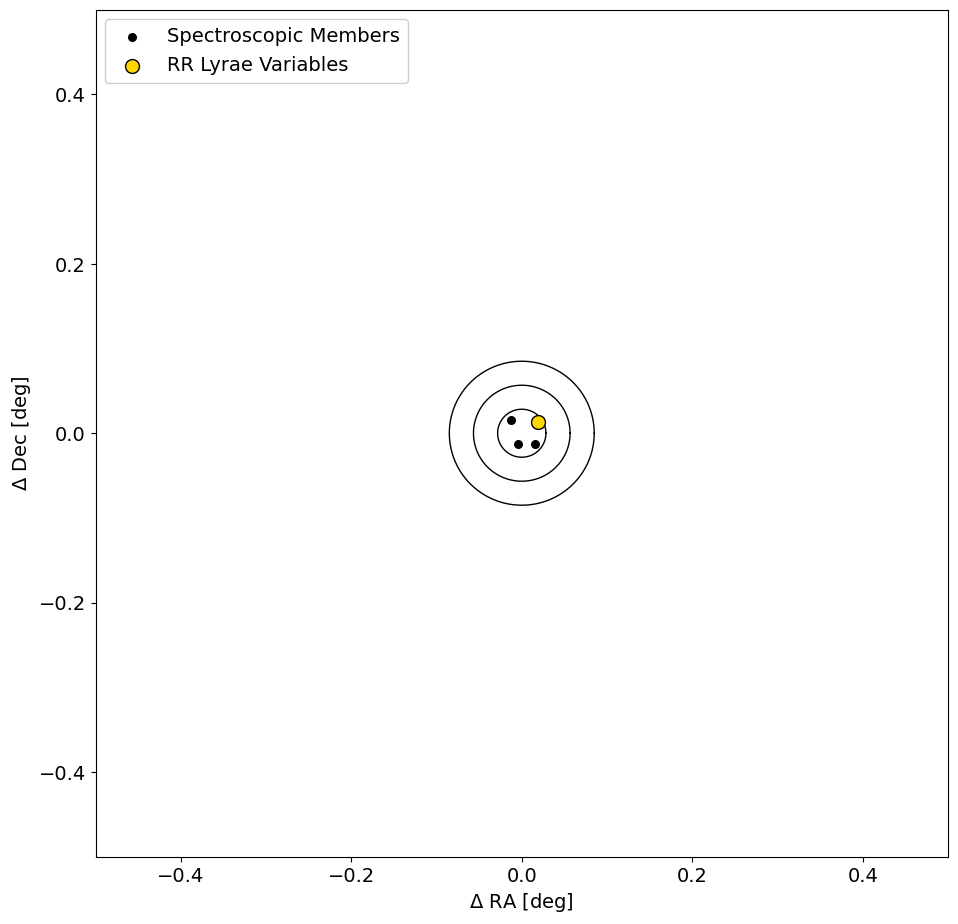 Spectroscopic Members
RR Lyrae Variables
0.4
0.2
0.0
−0.2
−0.4
Δ Dec [deg]
−0.4 −0.2 0.0 0.2 0.4
Δ RA [deg]